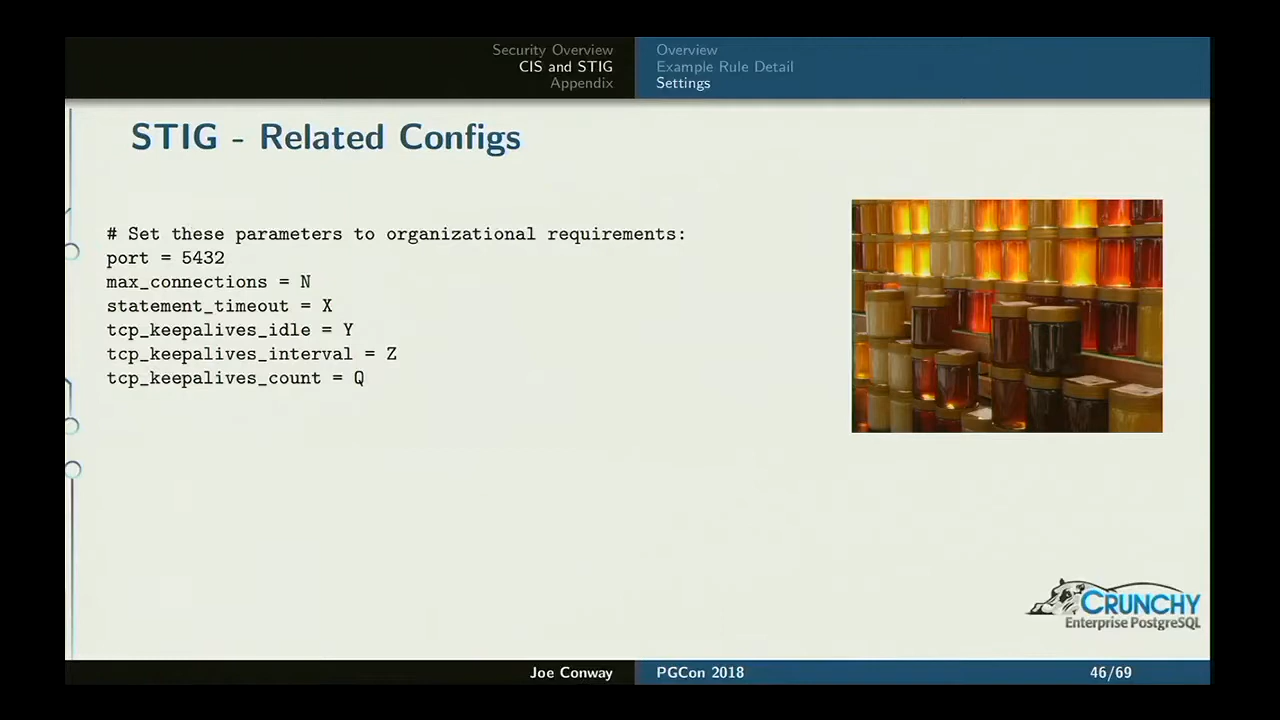 Security Overview
CIS and STIG
Appendix
Overview
Example Rule Detail
Settings
STIG - Related Configs
# Set these parameters to organizational requirements:
port = 5432
max_connections = N
statement_timeout = X
tcp_keepalives_idle = Y
tcp_keepalives_interval = Z
tcp_keepalives_count = Q
CRUNCHY
Enterprise PostgreSQL
Joe Conway
PGCon 2018
46/69